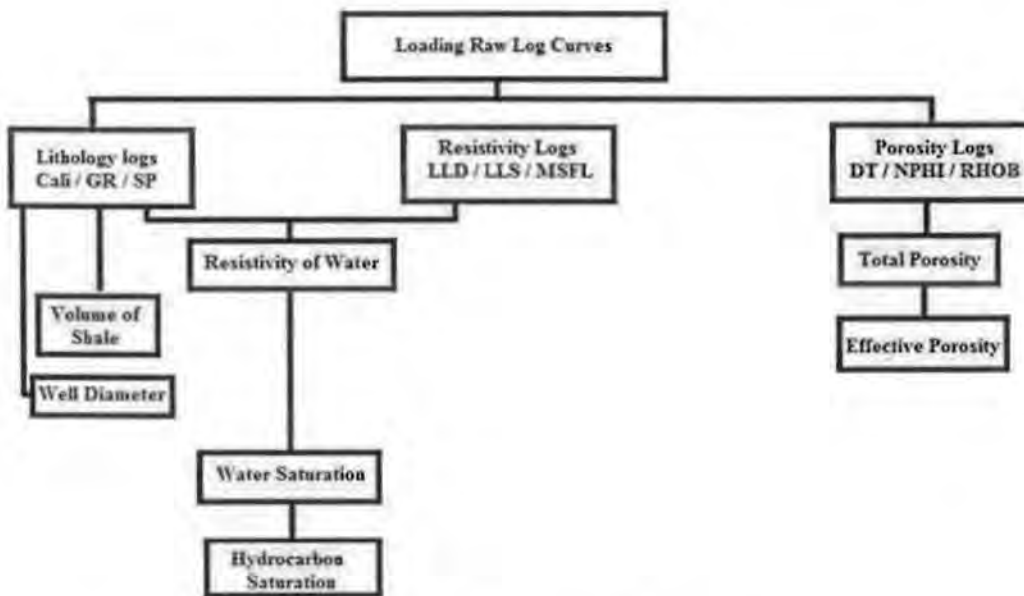 Loading Raw Log Curves
Lithology logs
Cali / GR / SP
Resistivity Logs
LLD / LLS / MSFL
Porosity Logs
DT / NPHI / RHOB
Resistivity of Water
Total Porosity
Volume of
Shale
Effective Porosity
Well Diameter
Water Saturation
Hydrocarbon
Saturation